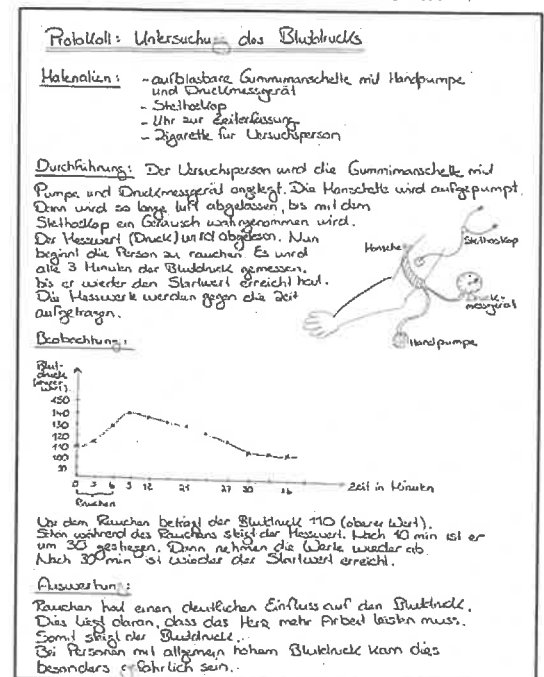 Protokoll: Untersuchung des Blutdrucks
Materialien: - aufblasbare Gummimanschette mit Handpumpe
und Druckmessgerät
- Stethoskop
- Uhr zur Zeiterfassung
- Zigarette für Versuchsperson
Durchführung: Der Versuchsperson wird die Gummimanschette mit
Pumpe und Druckmessgerät angelegt. Die Manschette wird aufgepumpt.
Dann wird so lange Luft abgelassen, bis mit dem
Stethoskop ein Geräusch wahrgenommen wird.
Der Messwert (Druck) wird abgelesen. Nun
beginnt die Person zu rauchen. Es wird
alle 3 Minuten der Blutdruck gemessen,
bis er wieder den Startwert erreicht hat.
Die Messwerte werden gegen die Zeit
aufgetragen.
Stethoskop
Druck-
messgerät
Handpumpe
Beobachtung:
Blut-
druck
(oberer
Wert)
150
140
130
120
110
100
90
0 3 6 9 12 21 27 30 36
Zeit in Minuten
Rauchen
Vor dem Rauchen beträgt der Blutdruck 110 (oberer Wert).
Schon während des Rauchens steigt der Messwert. Nach 10 min ist er
um 30 gestiegen. Dann nehmen die Werte wieder ab.
Nach 30 min ist wieder der Startwert erreicht.
Auswertung:
Rauchen hat einen deutlichen Einfluss auf den Blutdruck.
Dies liegt daran, dass das Herz mehr Arbeit leisten muss.
Somit steigt der Blutdruck.
Bei Personen mit allgemein hohem Blutdruck kann dies
besonders gefährlich sein.